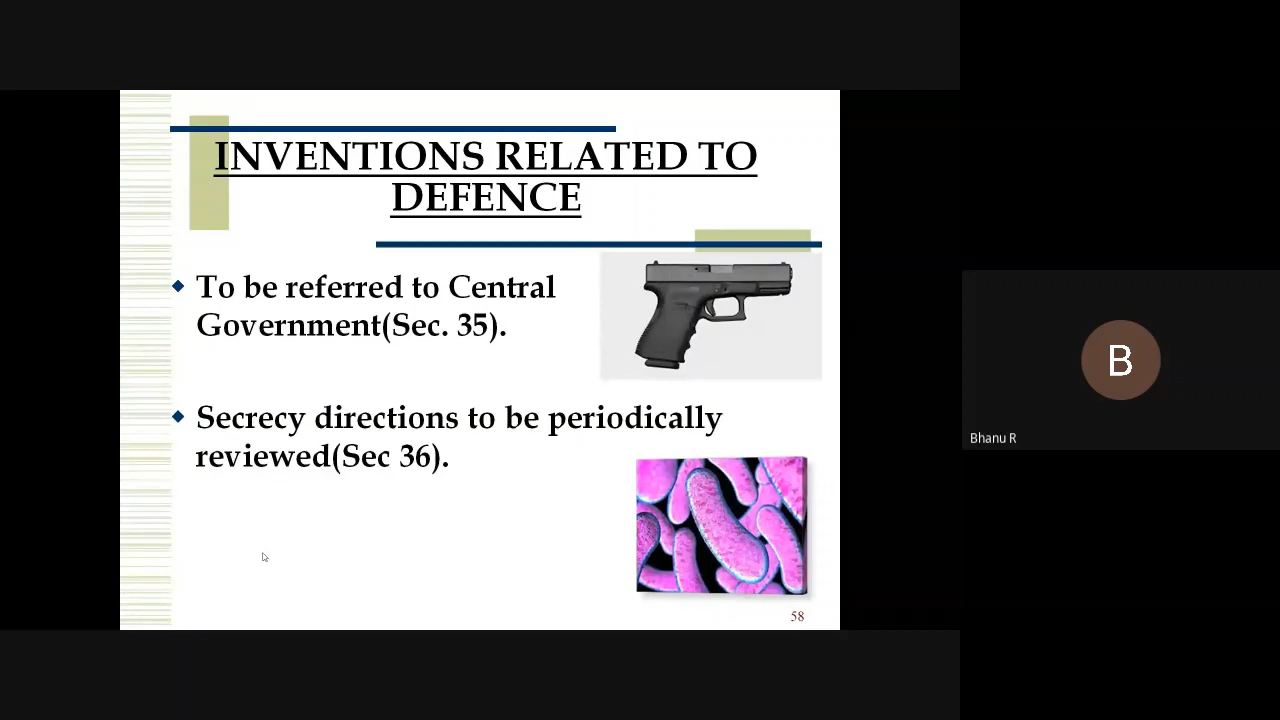 INVENTIONS RELATED TO
DEFENCE
To be referred to Central
Government(Sec. 35).
Secrecy directions to be periodically
reviewed(Sec 36).
58
B
Bhanu R